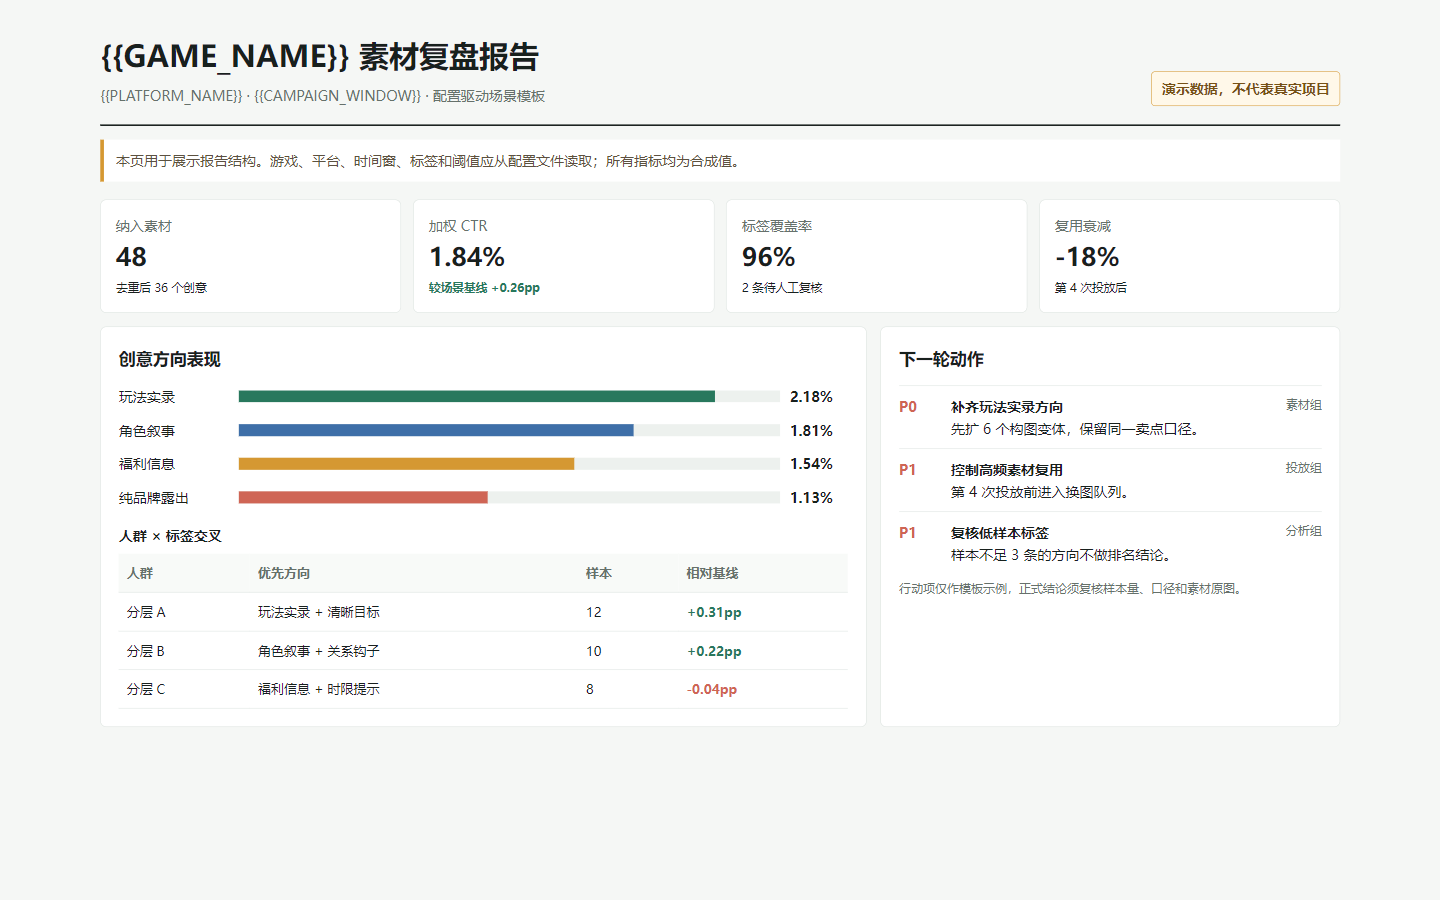 {{GAME_NAME}} 素材复盘报告
{{PLATFORM_NAME}} · {{CAMPAIGN_WINDOW}} · 配置驱动场景模板
演示数据，不代表真实项目
本页用于展示报告结构。游戏、平台、时间窗、标签和阈值应从配置文件读取；所有指标均为合成值。
纳入素材
48
去重后 36 个创意
加权 CTR
1.84%
较场景基线 +0.26pp
标签覆盖率
96%
2 条待人工复核
复用衰减
-18%
第 4 次投放后
创意方向表现
玩法实录 2.18%
角色叙事 1.81%
福利信息 1.54%
纯品牌露出 1.13%
人群 × 标签交叉
人群 优先方向 样本 相对基线
分层 A 玩法实录 + 清晰目标 12 +0.31pp
分层 B 角色叙事 + 关系钩子 10 +0.22pp
分层 C 福利信息 + 时限提示 8 -0.04pp
下一轮动作
P0 补齐玩法实录方向 素材组
先扩 6 个构图变体，保留同一卖点口径。
P1 控制高频素材复用 投放组
第 4 次投放前进入换图队列。
P1 复核低样本标签 分析组
样本不足 3 条的方向不做排名结论。
行动项仅作模板示例，正式结论须复核样本量、口径和素材原图。